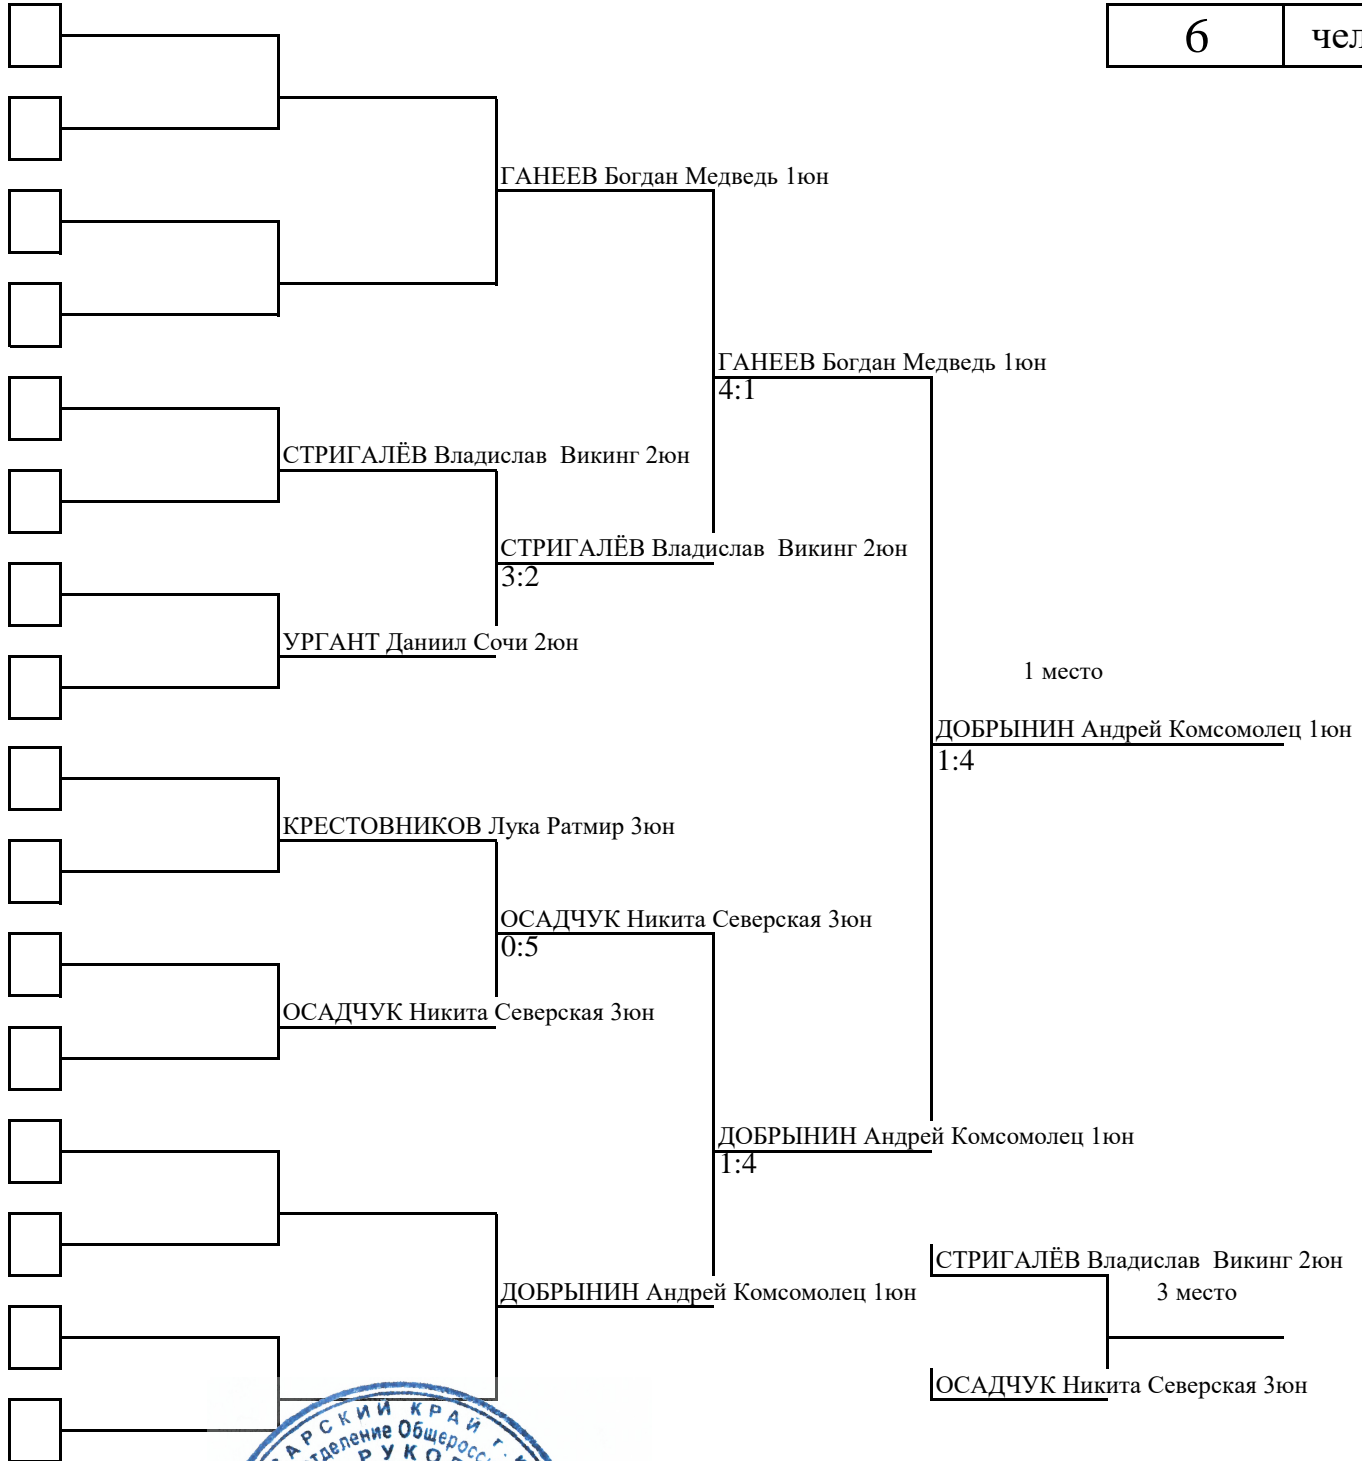 6 чел
ГАНЕЕВ Богдан Медведь 1юн
ГАНЕЕВ Богдан Медведь 1юн
4:1
СТРИГАЛЁВ Владислав Викинг 2юн
СТРИГАЛЁВ Владислав Викинг 2юн
3:2
УРГАНТ Даниил Сочи 2юн
1 место
ДОБРЫНИН Андрей Комсомолец 1юн
1:4
КРЕСТОВНИКОВ Лука Ратмир 3юн
ОСАДЧУК Никита Северская 3юн
0:5
ОСАДЧУК Никита Северская 3юн
ДОБРЫНИН Андрей Комсомолец 1юн
1:4
СТРИГАЛЁВ Владислав Викинг 2юн
ДОБРЫНИН Андрей Комсомолец 1юн
3 место
ОСАДЧУК Никита Северская 3юн
КРАЙ г.